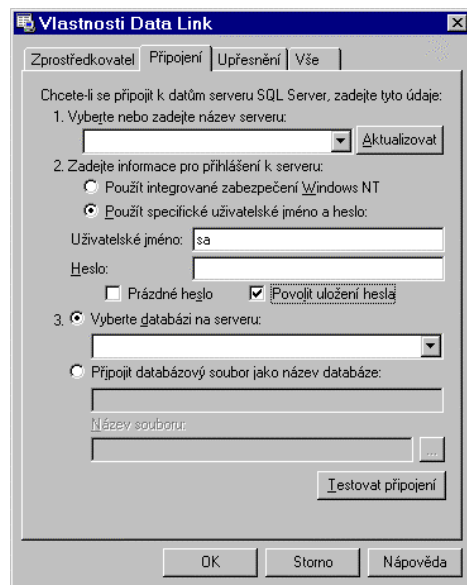 Vlastnosti Data Link
Zprostředkovatel Připojení Upřesnění Vše
Chcete-li se připojit k datům serveru SQL Server, zadejte tyto údaje:
1. Vyberte nebo zadejte název serveru:
Aktualizovat
2. Zadejte informace pro přihlášení k serveru:
Použít integrované zabezpečení Windows NT
Použít specifické uživatelské jméno a heslo:
Uživatelské jméno: sa
Heslo:
Prázdné heslo Povolit uložení hesla
3. Vyberte databázi na serveru:
Připojit databázový soubor jako název databáze:
Název souboru:
...
Testovat připojení
OK Storno Nápověda